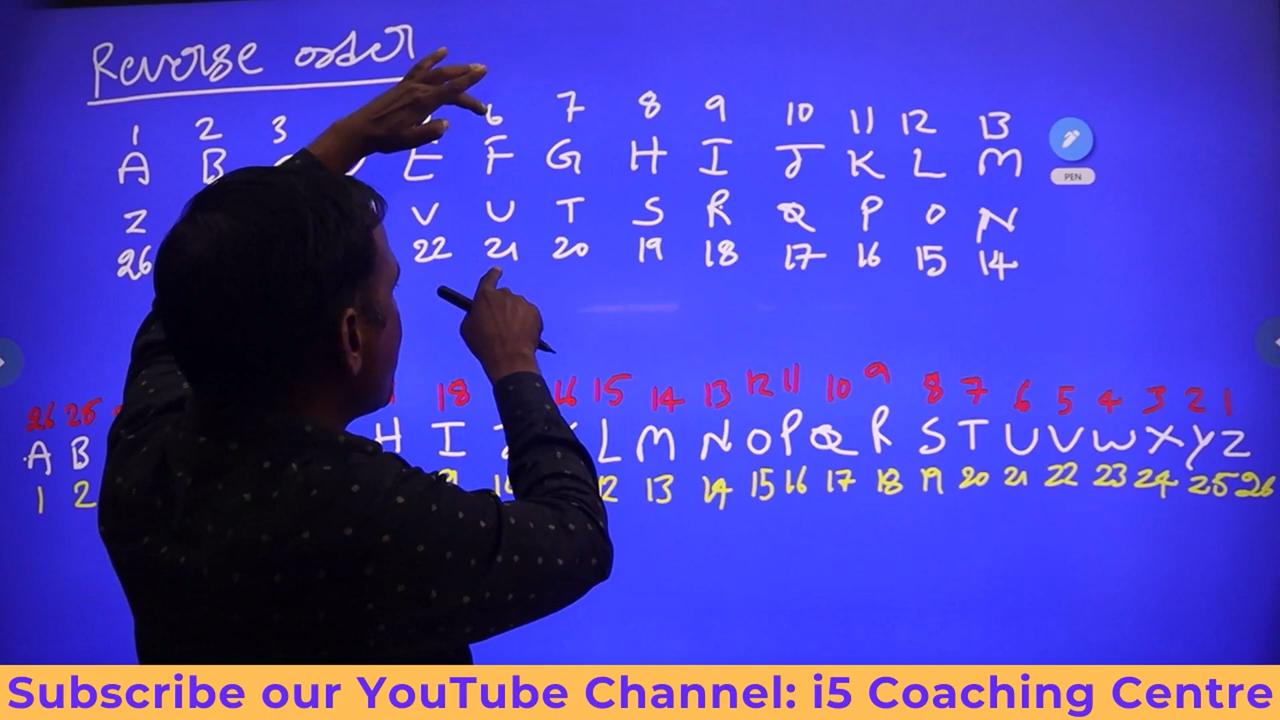 Reverse order
1 2 3 6 7 8 9 10 11 12 13
A B E F G H I J K L M
Z V U T S R Q P O N
26 22 21 20 19 18 17 16 15 14
PEN
26 25 18 16 15 14 13 12 11 10 9 8 7 6 5 4 3 2 1
A B H I L M N O P Q R S T U V W X Y Z
1 2 13 14 15 16 17 18 19 20 21 22 23 24 25 26
Subscribe our YouTube Channel: i5 Coaching Centre